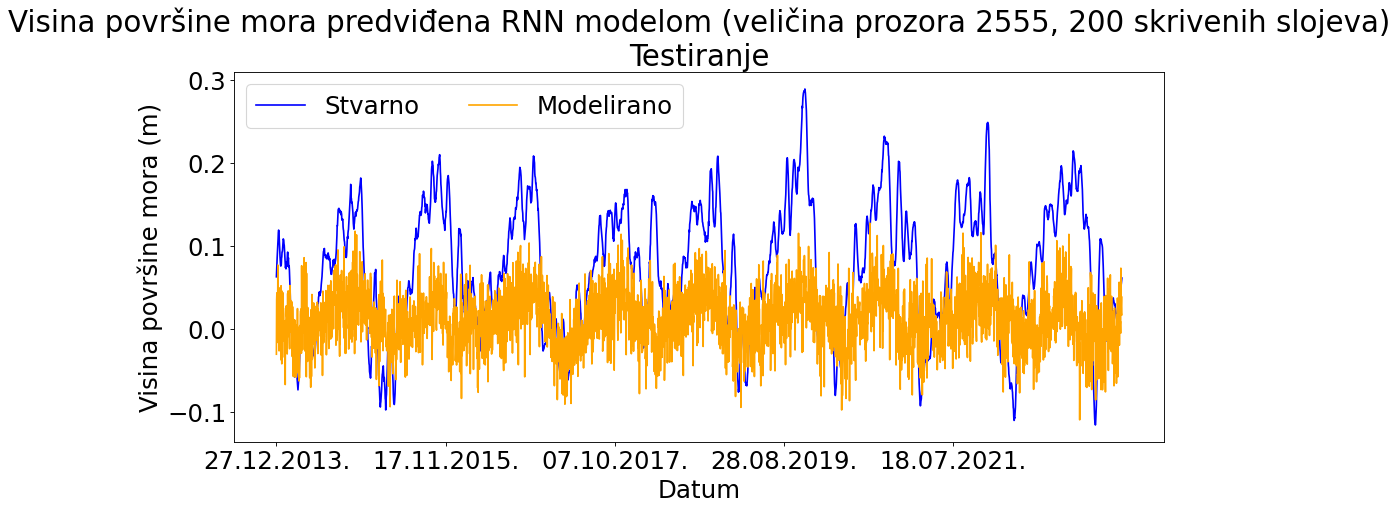 Visina površine mora predviđena RNN modelom (veličina prozora 2555, 200 skrivenih slojeva)
Testiranje
Stvarno Modelirano
Visina površine mora (m)
0.3
0.2
0.1
0.0
−0.1
27.12.2013. 17.11.2015. 07.10.2017. 28.08.2019. 18.07.2021.
Datum